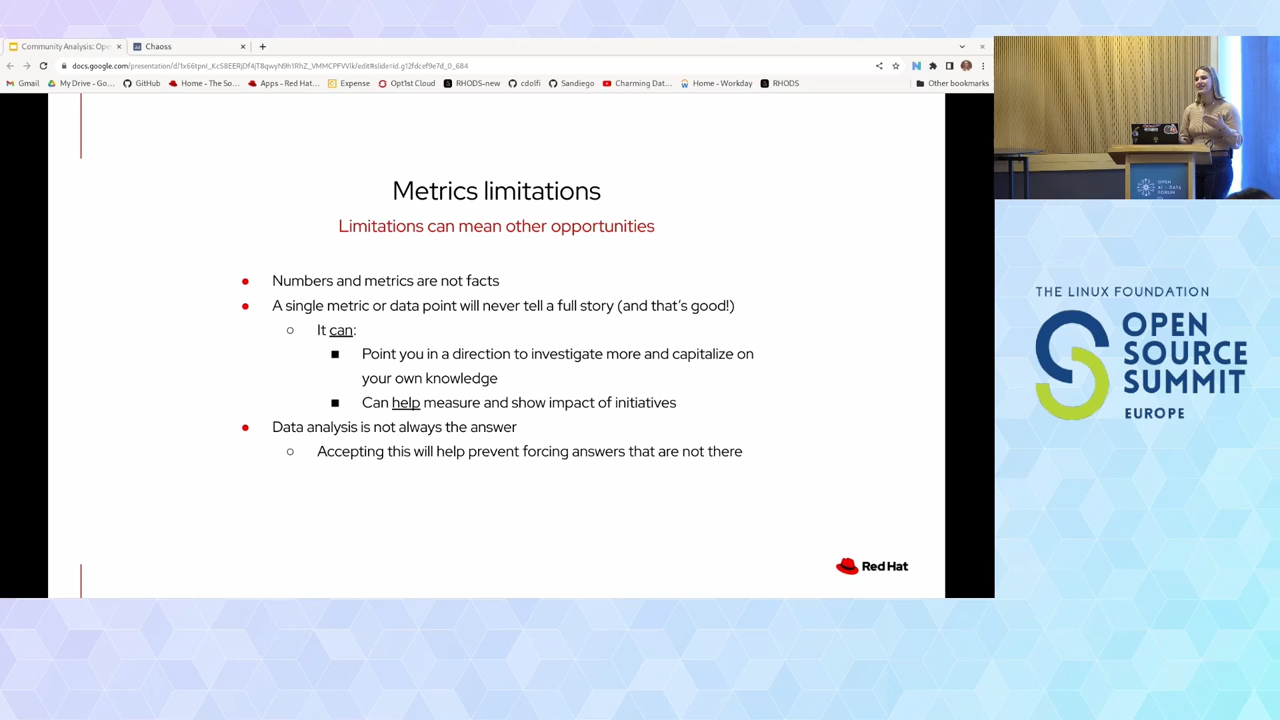 Community Analysis: Ope
Chaoss
docs.google.com/presentation/d/1x66tpnI_KcS8EERjDf4jT8qwyN9h1RhZ_VMMCPFVVlk/edit#slide=id.g12fdcef9e7d_0_684
Gmail
My Drive - Go...
GitHub
Home - The So...
Apps - Red Hat...
Expense
Opt1st Cloud
RHODS-new
cdolfi
Sandiego
Charming Dat...
Home - Workday
RHODS
Other bookmarks
Metrics limitations
Limitations can mean other opportunities
Numbers and metrics are not facts
A single metric or data point will never tell a full story (and that's good!)
It can:
Point you in a direction to investigate more and capitalize on
your own knowledge
Can help measure and show impact of initiatives
Data analysis is not always the answer
Accepting this will help prevent forcing answers that are not there
Red Hat
OPEN
AI + DATA
FORUM
THE LINUX FOUNDATION
OPEN
SOURCE
SUMMIT
EUROPE